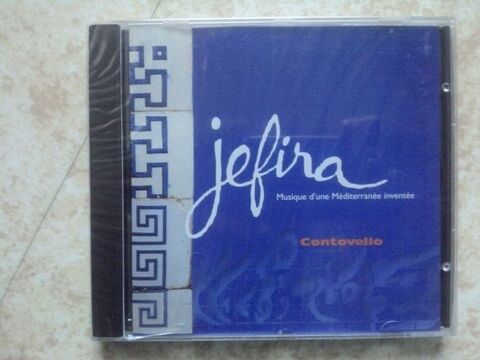 jefira
Musique d'une Méditerranée inventée
Contovello